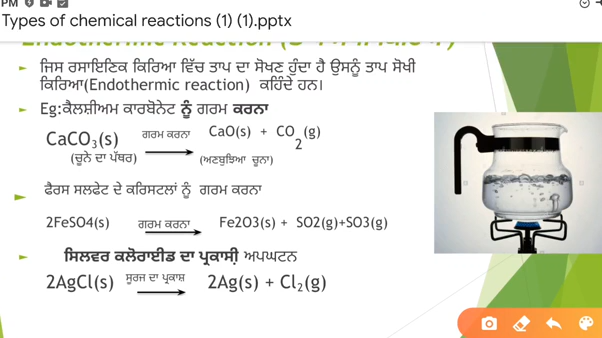 PM
Types of chemical reactions (1) (1).pptx
Endothermic Reaction
► ਜਿਸ ਰਸਾਇਣਿਕ ਕਿਰਿਆ ਵਿੱਚ ਤਾਪ ਦਾ ਸੋਖਣ ਹੁੰਦਾ ਹੈ ਉਸਨੂੰ ਤਾਪ ਸੋਖੀ
ਕਿਰਿਆ(Endothermic reaction) ਕਹਿੰਦੇ ਹਨ।
► Eg:ਕੈਲਸ਼ੀਅਮ ਕਾਰਬੋਨੇਟ ਨੂੰ ਗਰਮ ਕਰਨਾ
CaCO₃(s) ਗਰਮ ਕਰਨਾ → CaO(s) + CO₂(g)
(ਚੂਨੇ ਦਾ ਪੱਥਰ) (ਅਣਬੁਝਿਆ ਚੂਨਾ)
► ਫੈਰਸ ਸਲਫੇਟ ਦੇ ਕਰਿਸਟਲਾਂ ਨੂੰ ਗਰਮ ਕਰਨਾ
2FeSO4(s) ਗਰਮ ਕਰਨਾ → Fe2O3(s) + SO2(g)+SO3(g)
► ਸਿਲਵਰ ਕਲੋਰਾਈਡ ਦਾ ਪ੍ਰਕਾਸੀ਼ ਅਪਘਟਨ
2AgCl(s) ਸੂਰਜ ਦਾ ਪ੍ਰਕਾਸ਼ → 2Ag(s) + Cl₂(g)